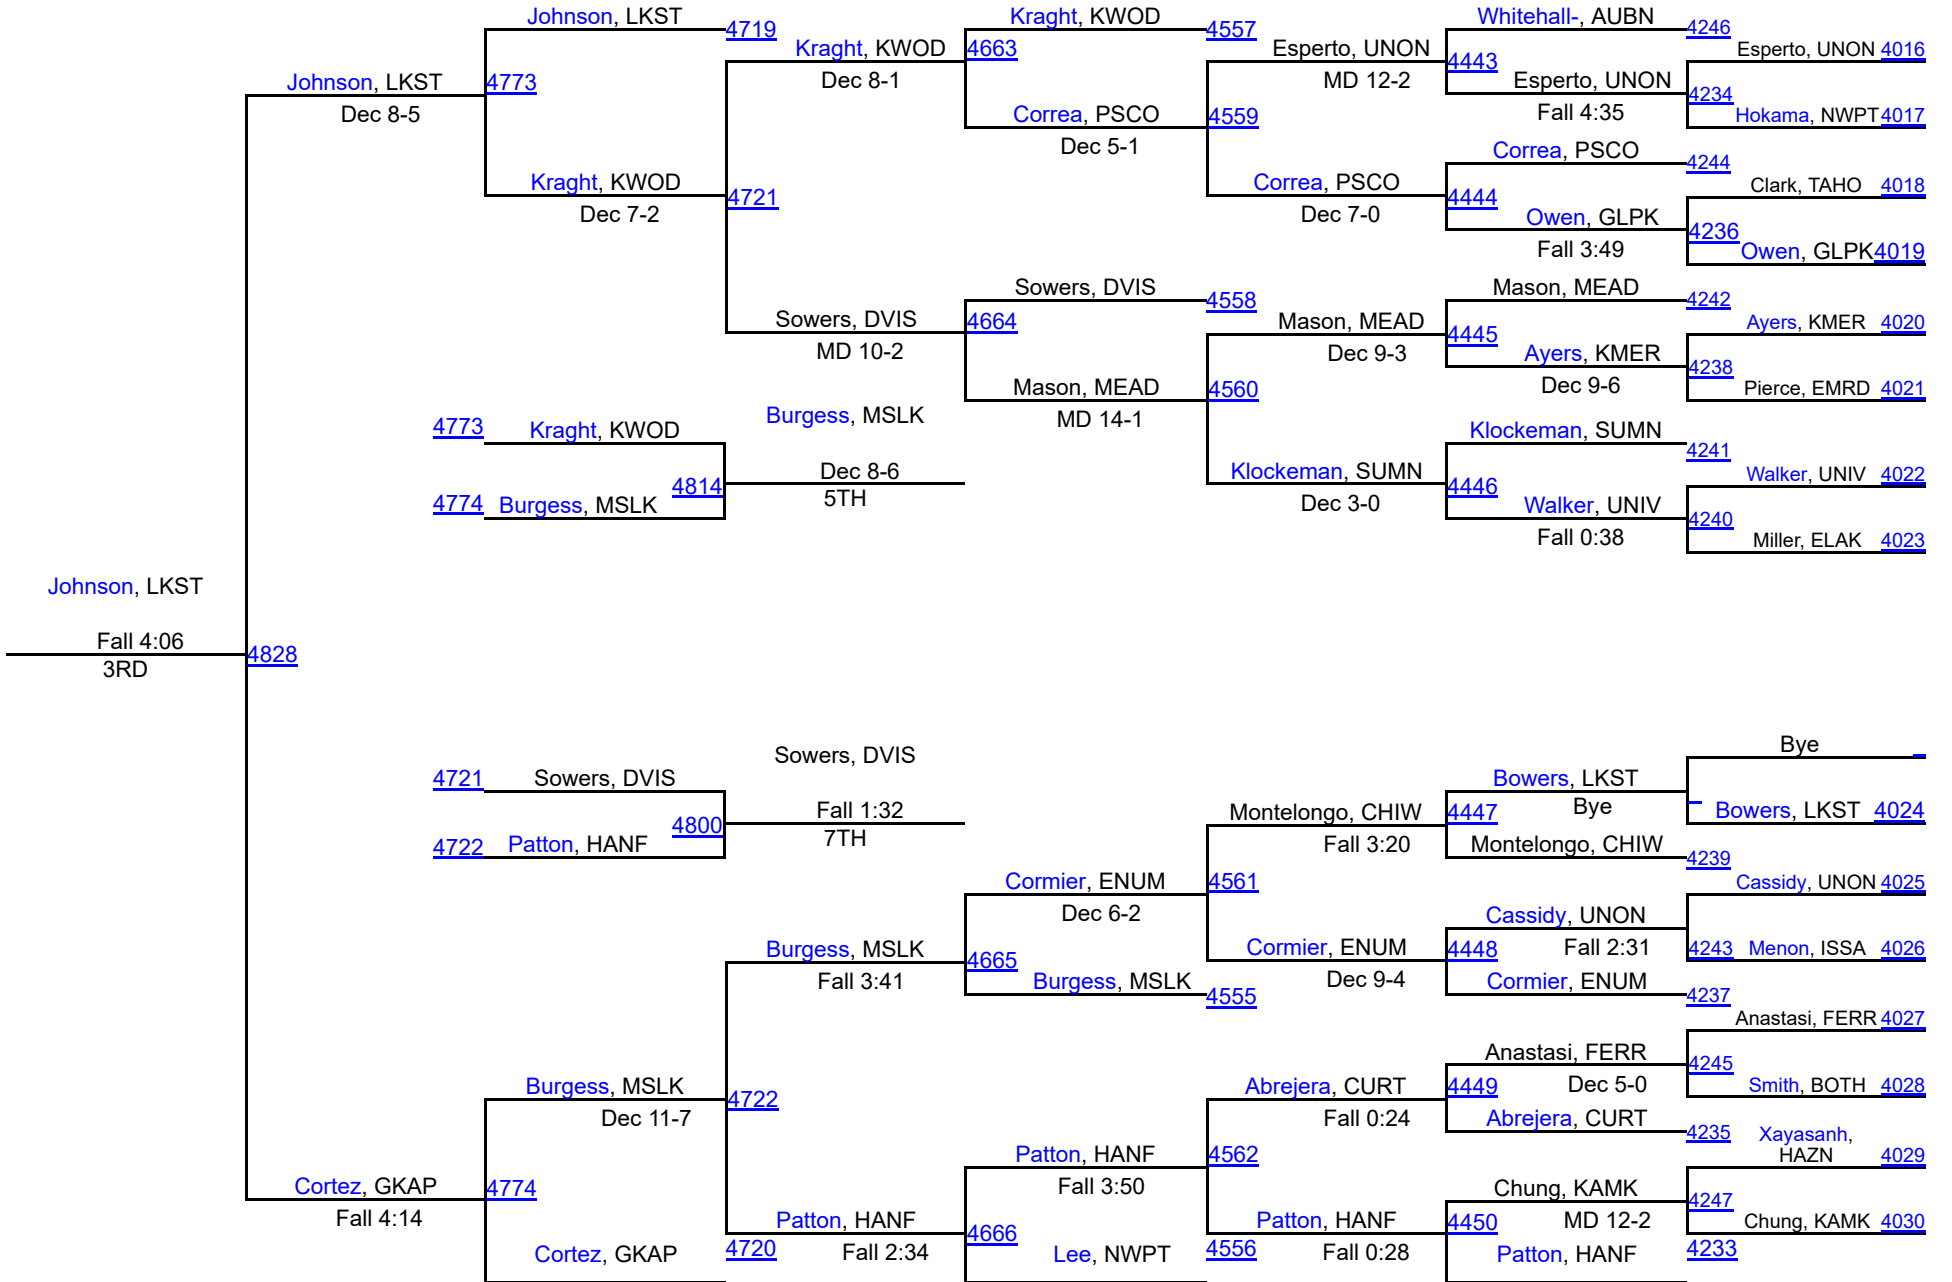 Johnson, LKST
4719
Kraght, KWOD
4557
Whitehall-, AUBN
4246
Esperto, UNON 4016
Kraght, KWOD
4663
Esperto, UNON
4443
Dec 8-1
MD 12-2
Esperto, UNON
4234
Johnson, LKST
4773
Dec 8-5
Correa, PSCO
4559
Fall 4:35
Hokama, NWPT 4017
Dec 5-1
Correa, PSCO
4244
Kraght, KWOD
4721
Correa, PSCO
4444
Clark, TAHO 4018
Dec 7-2
Dec 7-0
Owen, GLPK
4236
Fall 3:49
Owen, GLPK 4019
Sowers, DVIS
4558
Mason, MEAD
4242
Sowers, DVIS
4664
Mason, MEAD
4445
Ayers, KMER 4020
MD 10-2
Dec 9-3
Ayers, KMER
4238
Mason, MEAD
4560
Dec 9-6
Pierce, EMRD 4021
Burgess, MSLK
MD 14-1
4773 Kraght, KWOD
Klockeman, SUMN
4241
Dec 8-6
Klockeman, SUMN
4446
Walker, UNIV 4022
4814
5TH
Dec 3-0
4774 Burgess, MSLK
Walker, UNIV
4240
Fall 0:38
Miller, ELAK 4023
Johnson, LKST
Fall 4:06
4828
3RD
Bye
Sowers, DVIS
4721 Sowers, DVIS
Bowers, LKST
Fall 1:32
Montelongo, CHIW
4447
Bye
Bowers, LKST 4024
4800
7TH
Fall 3:20
4722 Patton, HANF
Montelongo, CHIW
4239
Cormier, ENUM
4561
Cassidy, UNON 4025
Dec 6-2
Cassidy, UNON
Burgess, MSLK
4665
Cormier, ENUM
4448
Fall 2:31
4243
Menon, ISSA 4026
Fall 3:41
Burgess, MSLK
4555
Dec 9-4
Cormier, ENUM
4237
Anastasi, FERR 4027
Anastasi, FERR
4245
Burgess, MSLK
4722
Abrejera, CURT
4449
Dec 5-0
Smith, BOTH 4028
Dec 11-7
Fall 0:24
Abrejera, CURT
4235
Xayasanh,
HAZN 4029
Patton, HANF
4562
Cortez, GKAP
4774
Fall 3:50
Chung, KAMK
4247
Fall 4:14
Patton, HANF
4666
Patton, HANF
4450
MD 12-2
Chung, KAMK 4030
Cortez, GKAP
4720
Fall 2:34
Lee, NWPT
4556
Fall 0:28
Patton, HANF
4233